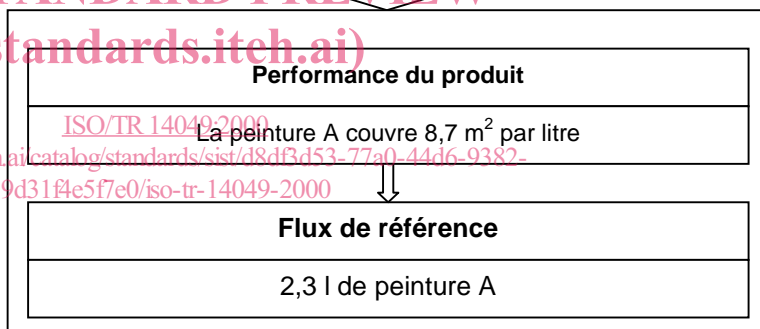 TANDARD PREVIEW
standards.iteh.ai)
Performance du produit
ISO/TR 14049:2000
La peinture A couvre 8,7 m² par litre
n.ai/catalog/standards/sist/d8df3d53-77a0-44d6-9382-
9d31f4e5f7e0/iso-tr-14049-2000
Flux de référence
2,3 l de peinture A